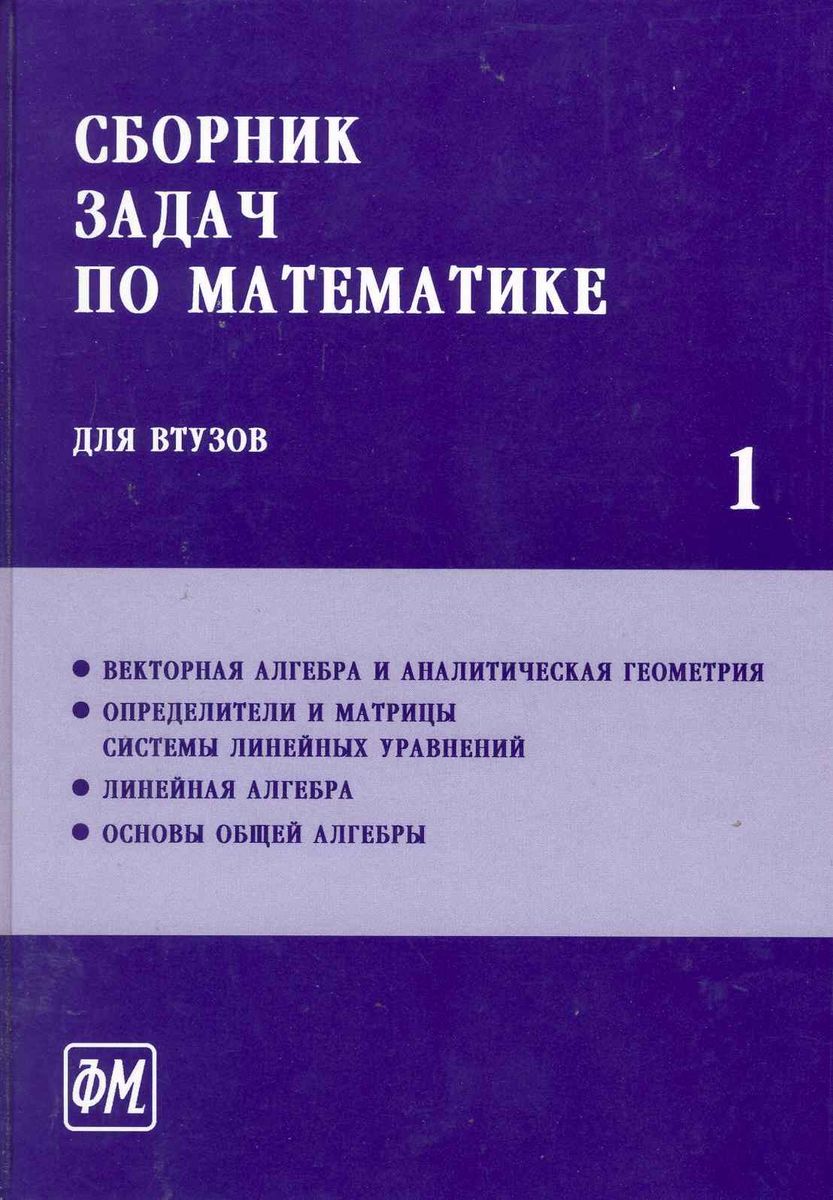 СБОРНИК
ЗАДАЧ
ПО МАТЕМАТИКЕ
ДЛЯ ВТУЗОВ
1
● ВЕКТОРНАЯ АЛГЕБРА И АНАЛИТИЧЕСКАЯ ГЕОМЕТРИЯ
● ОПРЕДЕЛИТЕЛИ И МАТРИЦЫ
СИСТЕМЫ ЛИНЕЙНЫХ УРАВНЕНИЙ
● ЛИНЕЙНАЯ АЛГЕБРА
● ОСНОВЫ ОБЩЕЙ АЛГЕБРЫ
ФМ